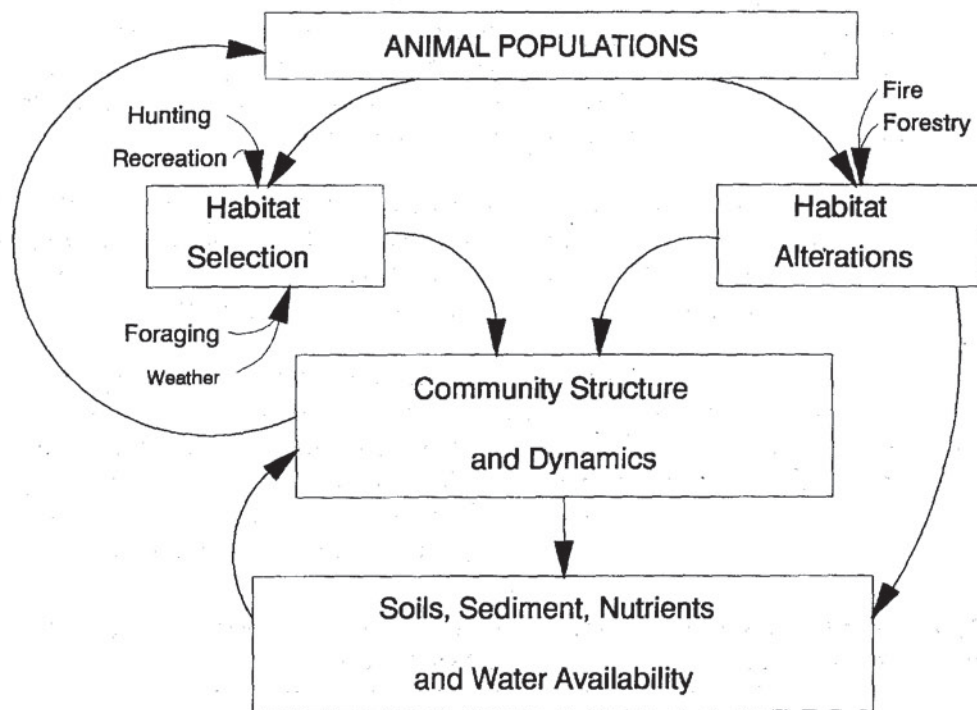 ANIMAL POPULATIONS
Hunting
Recreation
Fire
Forestry
Habitat
Selection
Habitat
Alterations
Foraging
Weather
Community Structure
and Dynamics
Soils, Sediment, Nutrients
and Water Availability